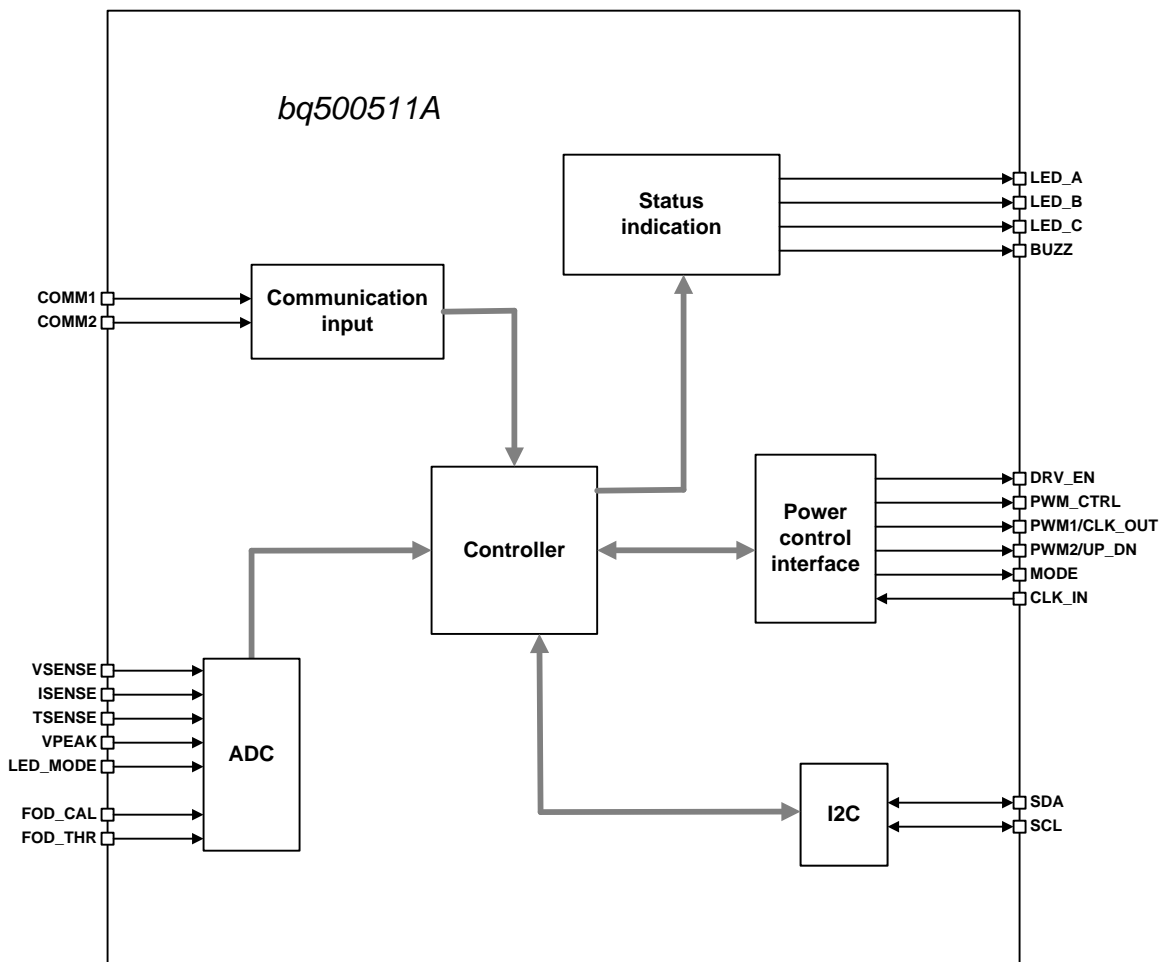 bq500511A
Status
indication
LED_A
LED_B
LED_C
BUZZ
COMM1
COMM2
Communication
input
Controller
Power
control
interface
DRV_EN
PWM_CTRL
PWM1/CLK_OUT
PWM2/UP_DN
MODE
CLK_IN
VSENSE
ISENSE
TSENSE
VPEAK
LED_MODE
FOD_CAL
FOD_THR
ADC
I2C
SDA
SCL